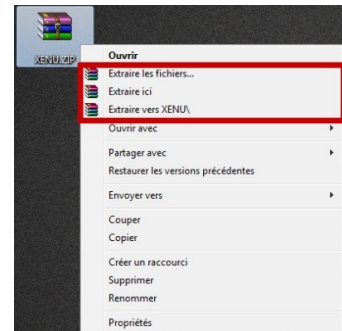 XENU.ZIP
Ouvrir
Extraire les fichiers...
Extraire ici
Extraire vers XENU\
Ouvrir avec
Partager avec
Restaurer les versions précédentes
Envoyer vers
Couper
Copier
Créer un raccourci
Supprimer
Renommer
Propriétés